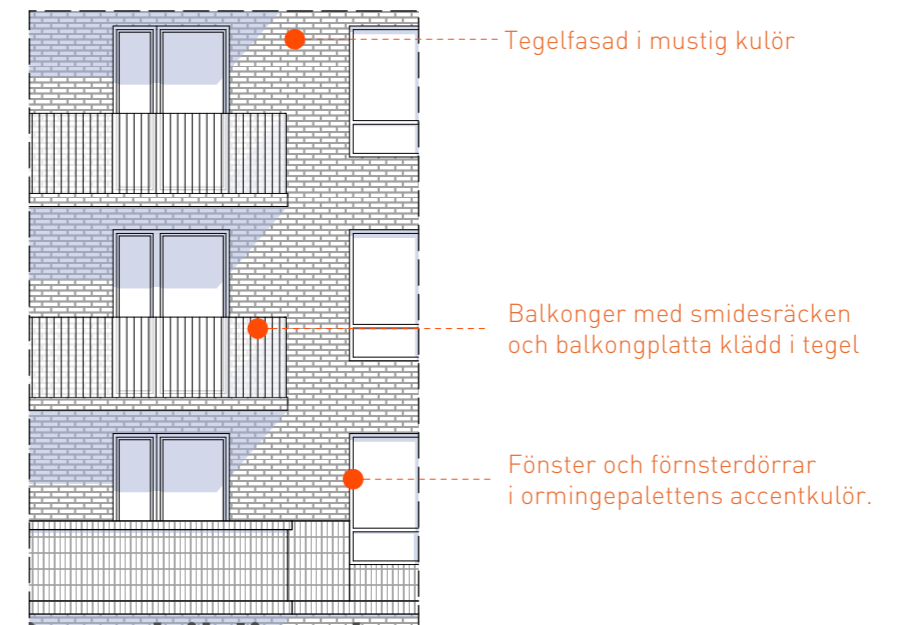 Tegelfasad i mustig kulör
Balkonger med smidesräcken
och balkongplatta klädd i tegel
Fönster och förnsterdörrar
i ormingepalettens accentkulör.